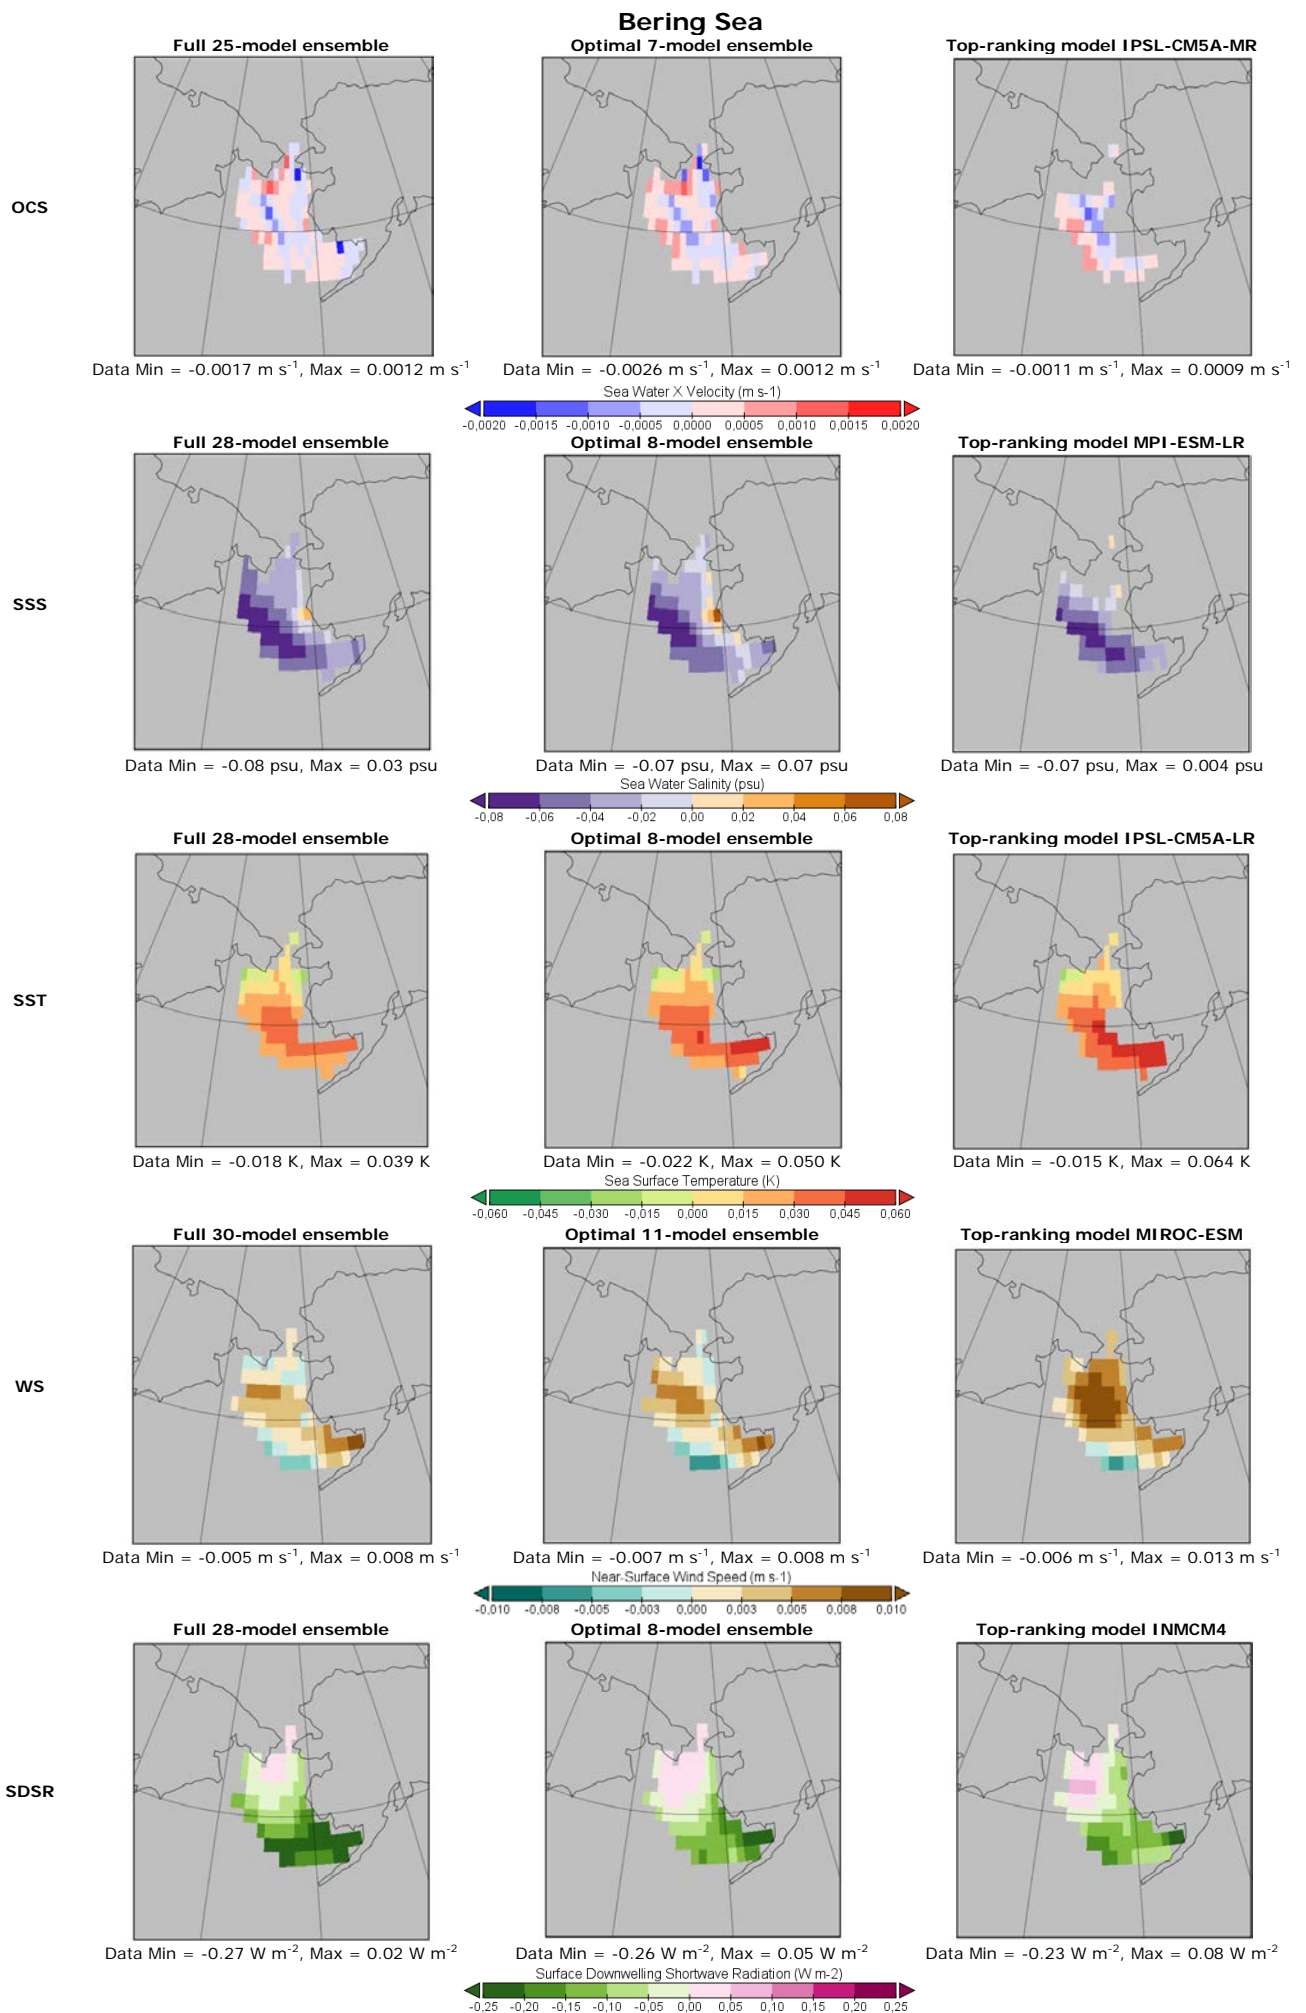 Bering Sea
Full 25-model ensemble Optimal 7-model ensemble Top-ranking model IPSL-CM5A-MR
OCS
Data Min = -0.0017 m s-1, Max = 0.0012 m s-1 Data Min = -0.0026 m s-1, Max = 0.0012 m s-1 Data Min = -0.0011 m s-1, Max = 0.0009 m s-1
Sea Water X Velocity (m s-1)
-0,0020 -0,0015 -0,0010 -0,0005 0,0000 0,0005 0,0010 0,0015 0,0020
Full 28-model ensemble Optimal 8-model ensemble Top-ranking model MPI-ESM-LR
SSS
Data Min = -0.08 psu, Max = 0.03 psu Data Min = -0.07 psu, Max = 0.07 psu Data Min = -0.07 psu, Max = 0.004 psu
Sea Water Salinity (psu)
-0,08 -0,06 -0,04 -0,02 0,00 0,02 0,04 0,06 0,08
Full 28-model ensemble Optimal 8-model ensemble Top-ranking model IPSL-CM5A-LR
SST
Data Min = -0.018 K, Max = 0.039 K Data Min = -0.022 K, Max = 0.050 K Data Min = -0.015 K, Max = 0.064 K
Sea Surface Temperature (K)
-0,060 -0,045 -0,030 -0,015 0,000 0,015 0,030 0,045 0,060
Full 30-model ensemble Optimal 11-model ensemble Top-ranking model MIROC-ESM
WS
Data Min = -0.005 m s-1, Max = 0.008 m s-1 Data Min = -0.007 m s-1, Max = 0.008 m s-1 Data Min = -0.006 m s-1, Max = 0.013 m s-1
Near-Surface Wind Speed (m s-1)
-0,010 -0,008 -0,005 -0,003 0,000 0,003 0,005 0,008 0,010
Full 28-model ensemble Optimal 8-model ensemble Top-ranking model INMCM4
SDSR
Data Min = -0.27 W m-2, Max = 0.02 W m-2 Data Min = -0.26 W m-2, Max = 0.05 W m-2 Data Min = -0.23 W m-2, Max = 0.08 W m-2
Surface Downwelling Shortwave Radiation (W m-2)
-0,25 -0,20 -0,15 -0,10 -0,05 0,00 0,05 0,10 0,15 0,20 0,25